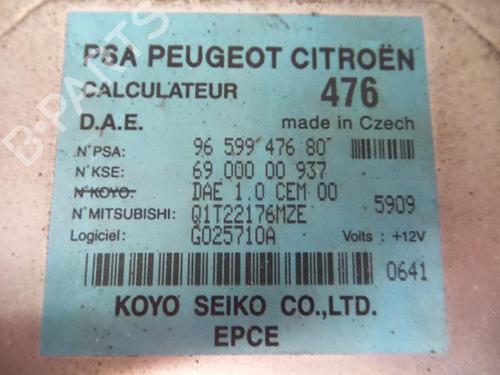 PSA PEUGEOT CITROËN
CALCULATEUR 476
D.A.E. made in Czech
N°PSA: 96 599 476 80
N°KSE: 69 000 00 937
N°KOYO: DAE 1.0 CEM 00
N°MITSUBISHI: Q1T22176MZE 5909
Logiciel: G025710A Volts : +12V
0641
KOYO SEIKO CO.,LTD.
EPCE
B-PARTS